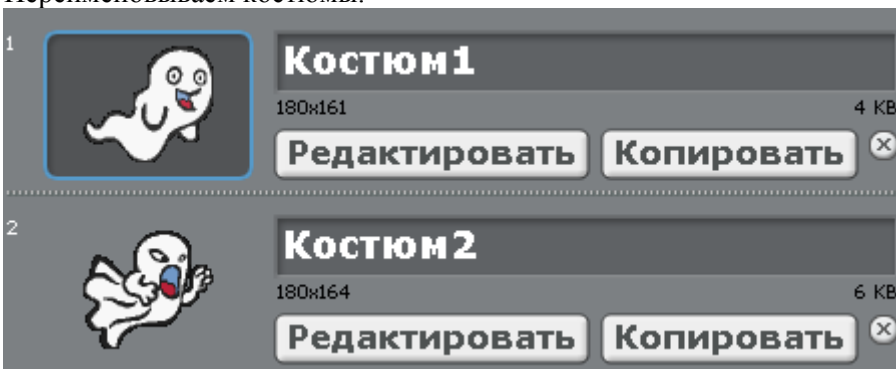 Переименовываем костюмы.
1
Костюм1
180x161 4 KB
Редактировать Копировать
2
Костюм2
180x164 6 KB
Редактировать Копировать